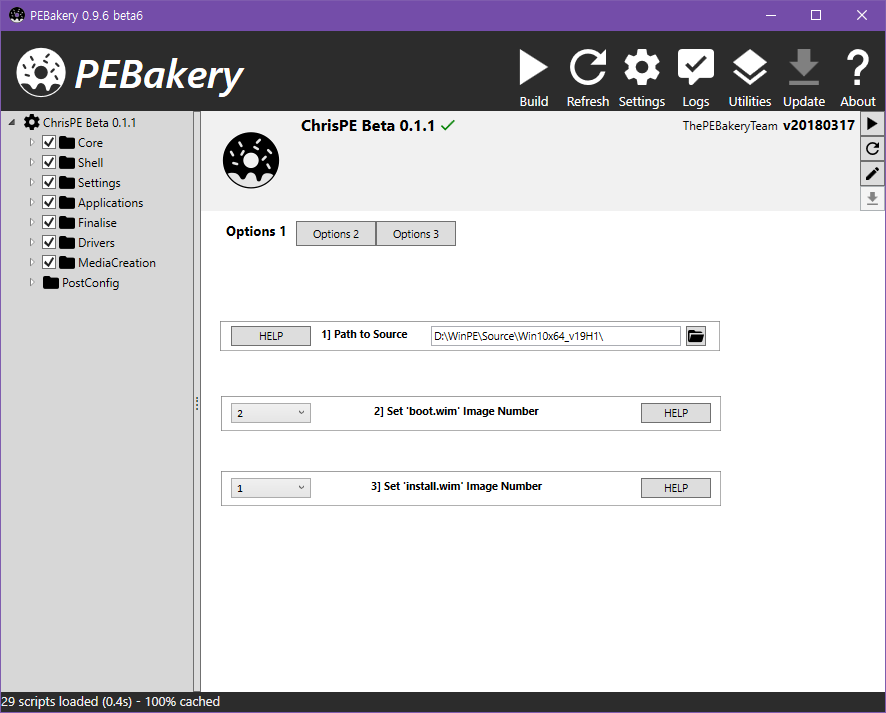 PEBakery 0.9.6 beta6
PEBakery
Build Refresh Settings Logs Utilities Update About
ChrisPE Beta 0.1.1
Core
Shell
Settings
Applications
Finalise
Drivers
MediaCreation
PostConfig
ChrisPE Beta 0.1.1
ThePEBakeryTeam v20180317
Options 1 Options 2 Options 3
HELP 1] Path to Source D:\WinPE\Source\Win10x64_v19H1\
2 2] Set 'boot.wim' Image Number HELP
1 3] Set 'install.wim' Image Number HELP
29 scripts loaded (0.4s) - 100% cached